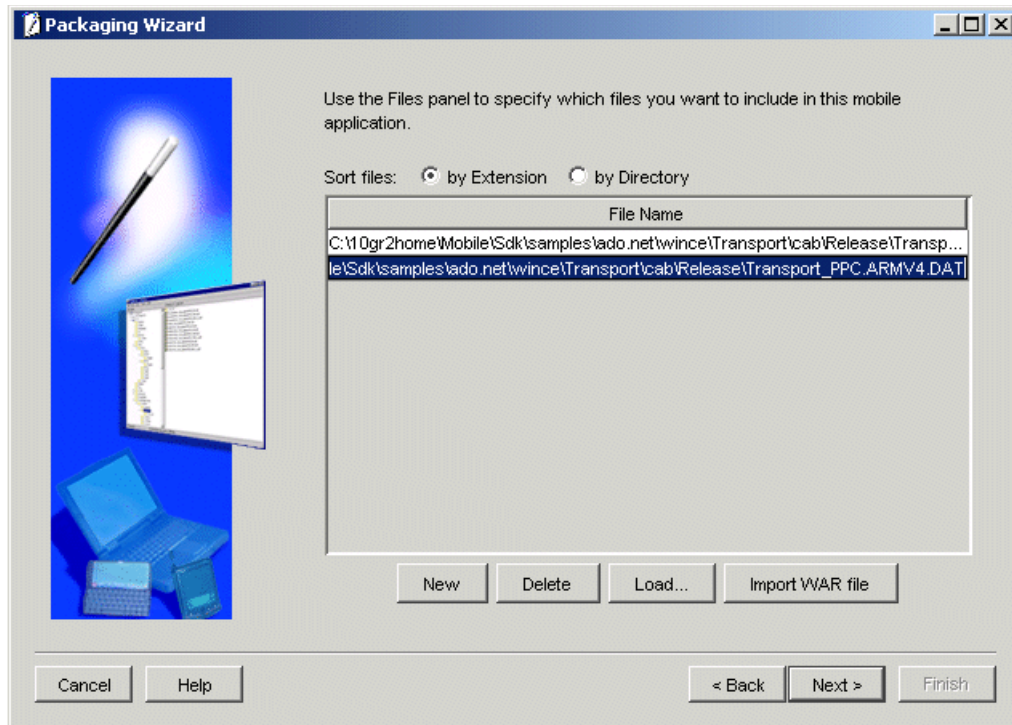 Packaging Wizard
Use the Files panel to specify which files you want to include in this mobile
application.
Sort files: by Extension by Directory
File Name
C:\10gr2home\Mobile\Sdk\samples\ado.net\wince\Transport\cab\Release\Transp...
le\Sdk\samples\ado.net\wince\Transport\cab\Release\Transport_PPC.ARMV4.DAT
New Delete Load... Import WAR file
Cancel Help < Back Next > Finish